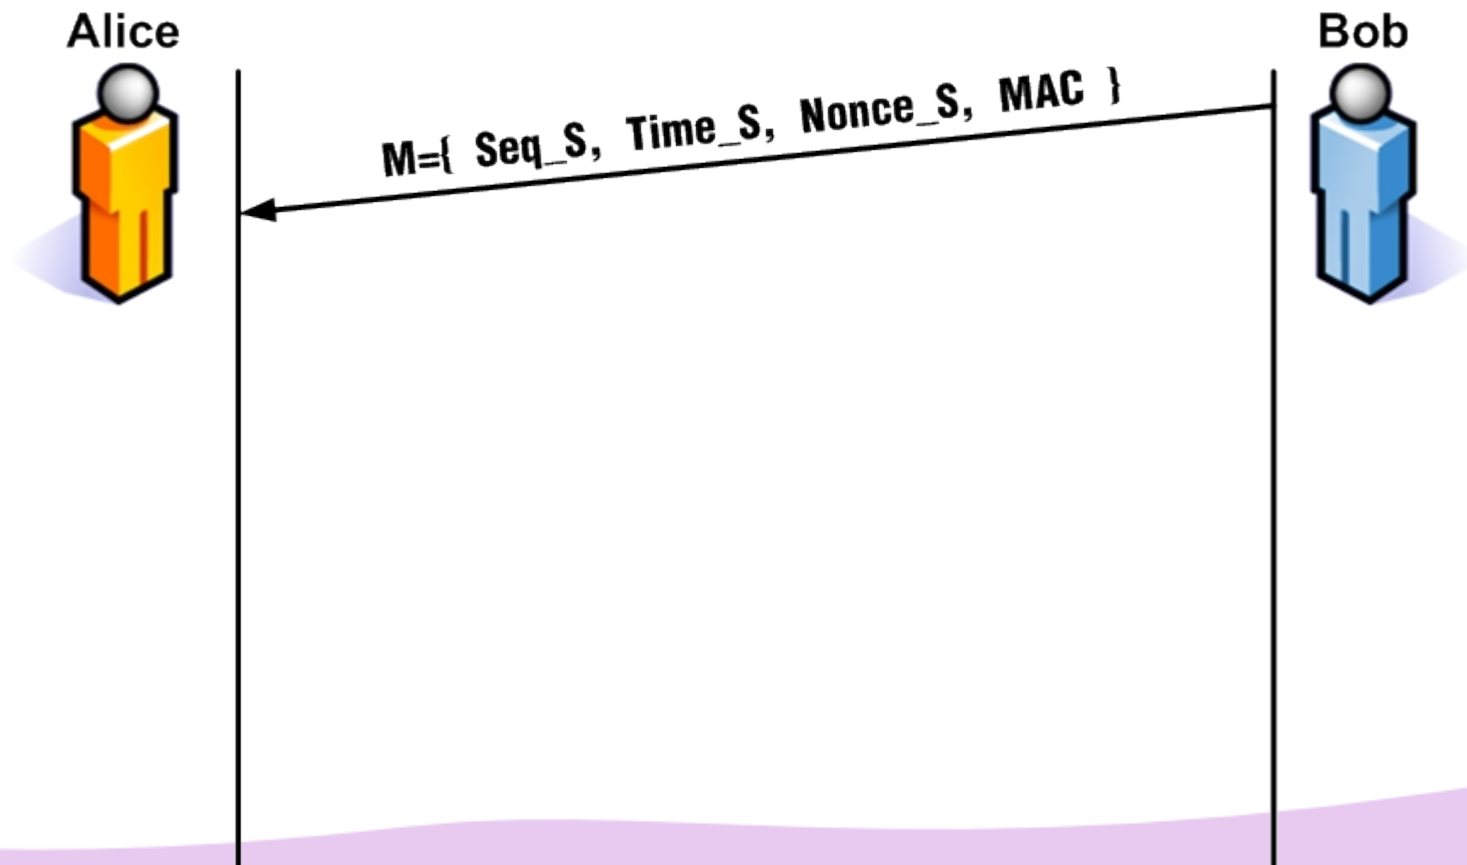 Alice
Bob
M={ Seq_S, Time_S, Nonce_S, MAC }